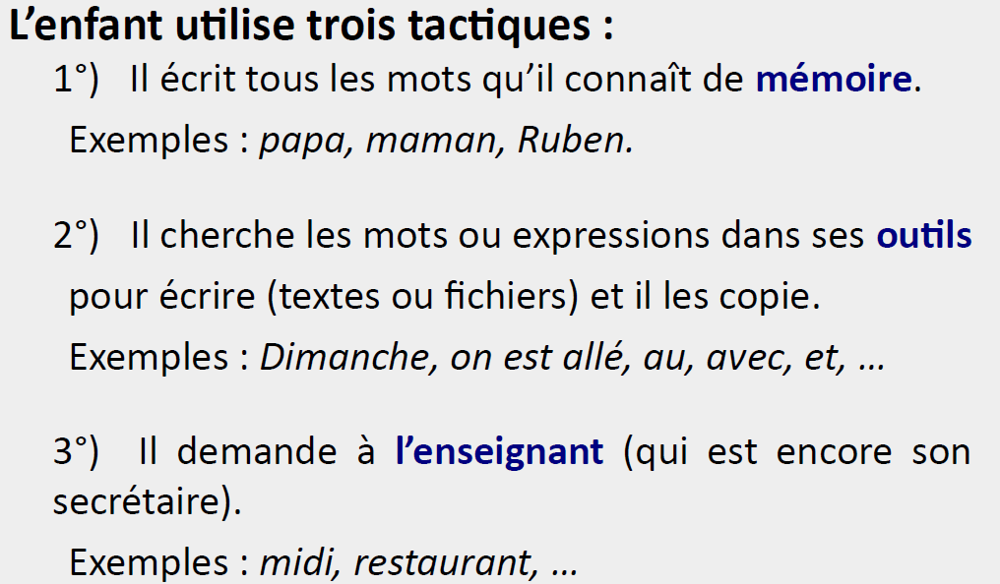 L’enfant utilise trois tactiques :
1°) Il écrit tous les mots qu’il connaît de mémoire.
Exemples : papa, maman, Ruben.
2°) Il cherche les mots ou expressions dans ses outils
pour écrire (textes ou fichiers) et il les copie.
Exemples : Dimanche, on est allé, au, avec, et, …
3°) Il demande à l’enseignant (qui est encore son
secrétaire).
Exemples : midi, restaurant, …